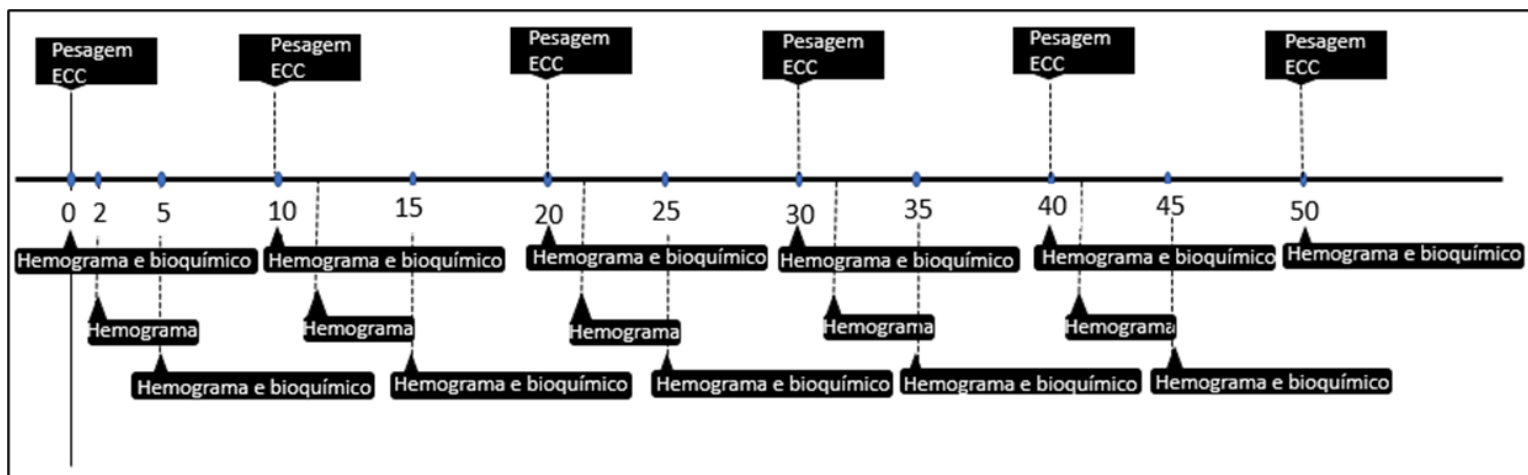 Pesagem
ECC
Pesagem
ECC
Pesagem
ECC
Pesagem
ECC
Pesagem
ECC
Pesagem
ECC
0 2 5 10 15 20 25 30 35 40 45 50
Hemograma e bioquímico Hemograma e bioquímico Hemograma e bioquímico Hemograma e bioquímico Hemograma e bioquímico Hemograma e bioquímico
Hemograma Hemograma Hemograma Hemograma Hemograma
Hemograma e bioquímico Hemograma e bioquímico Hemograma e bioquímico Hemograma e bioquímico Hemograma e bioquímico